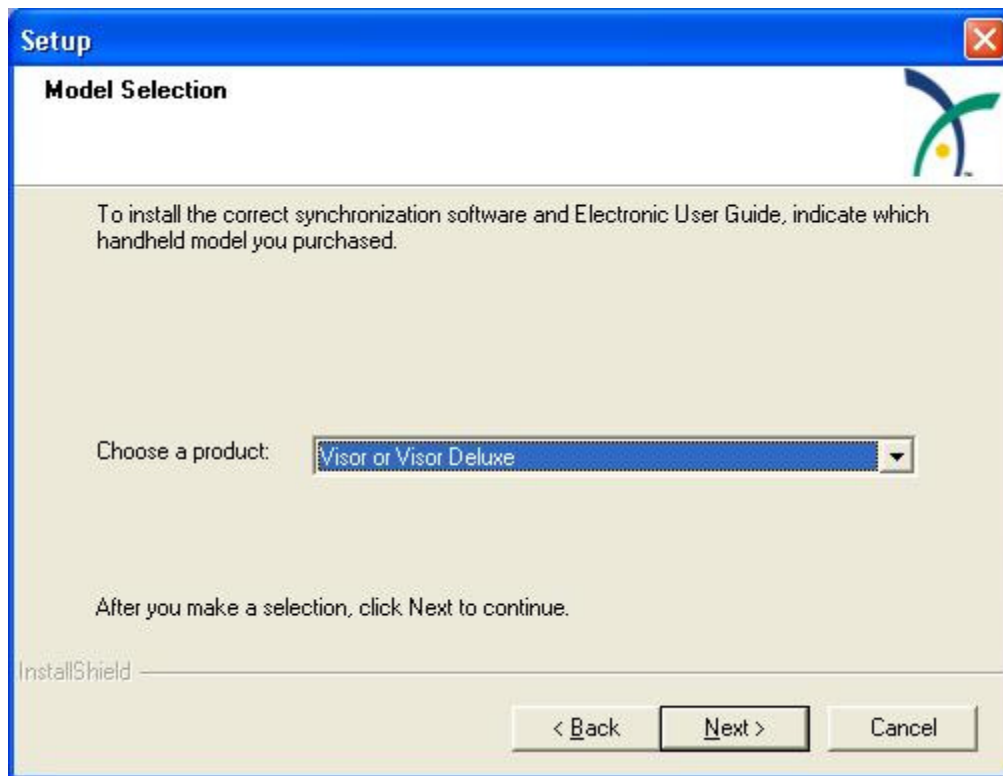 Setup
Model Selection
To install the correct synchronization software and Electronic User Guide, indicate which
handheld model you purchased.
Choose a product:
Visor or Visor Deluxe
After you make a selection, click Next to continue.
InstallShield
< Back
Next >
Cancel